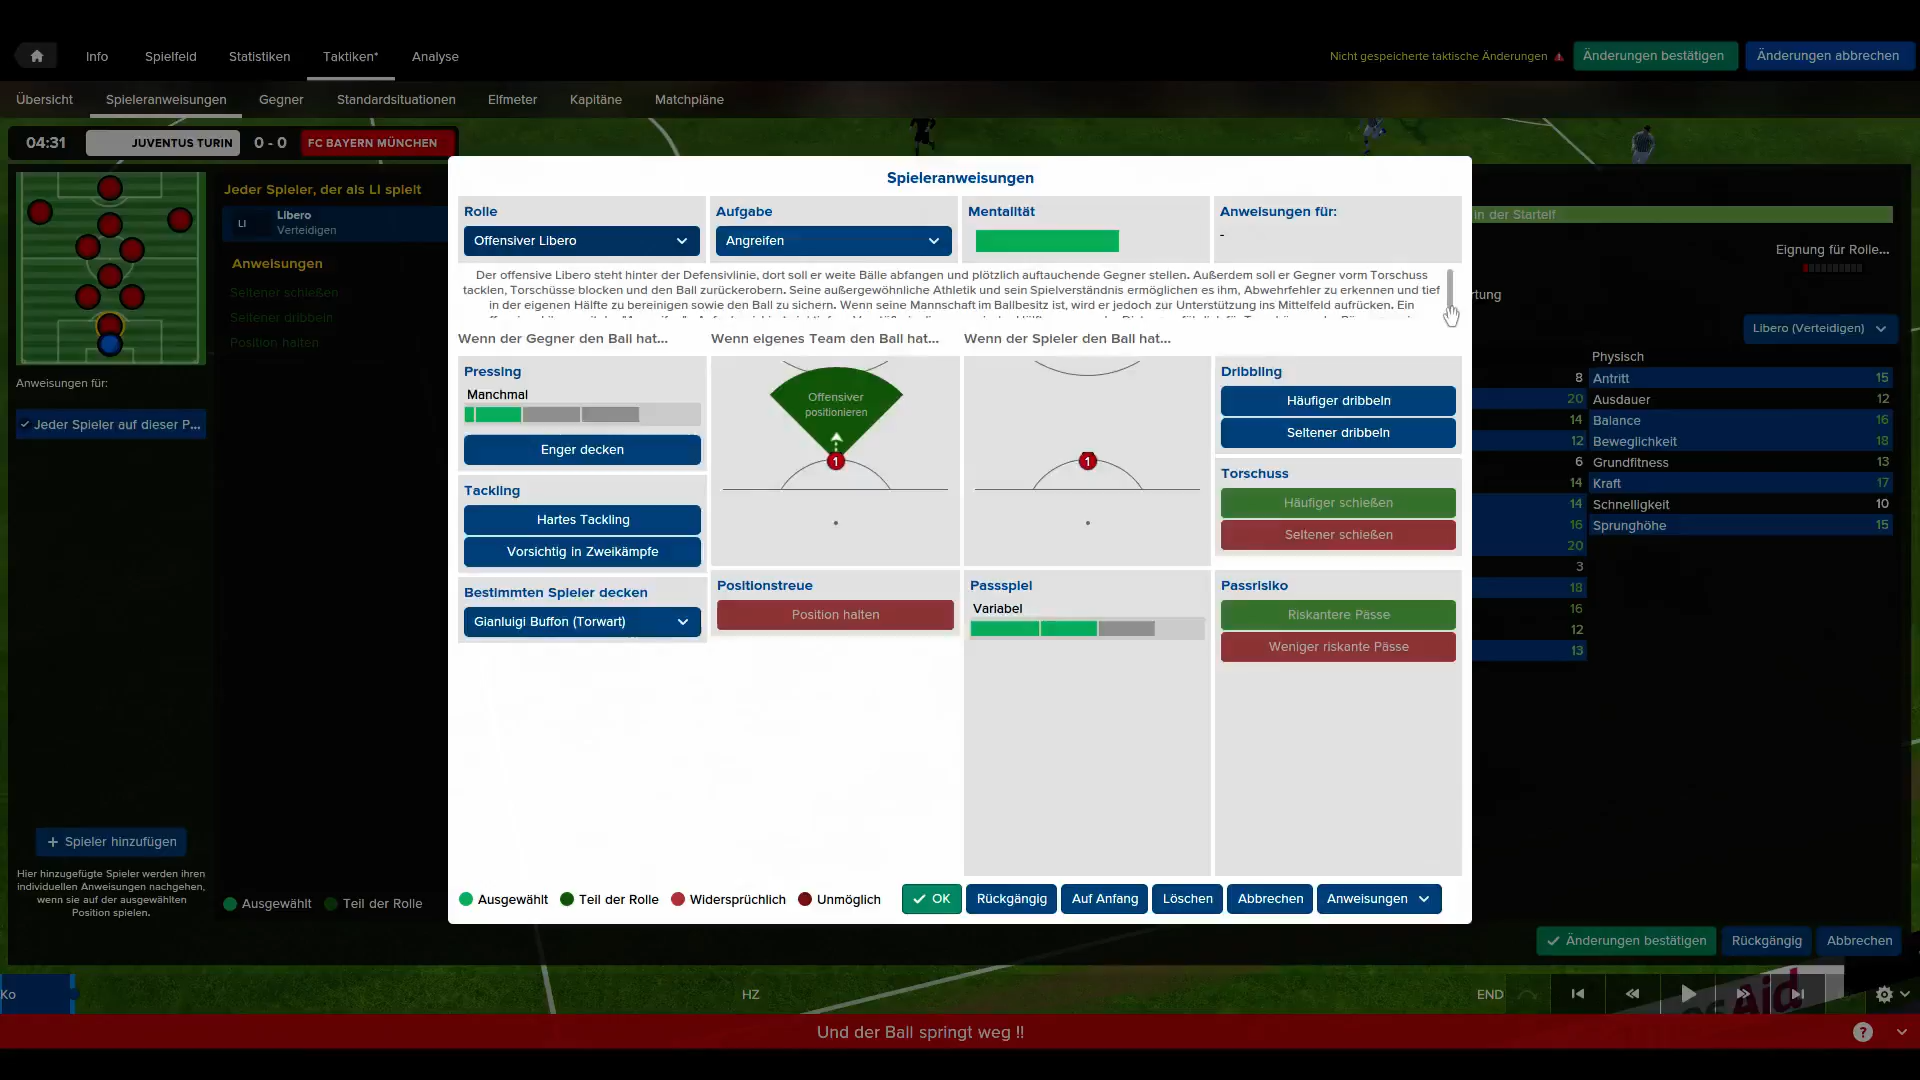 Info
Spielfeld
Statistiken
Taktiken*
Analyse
Nicht gespeicherte taktische Änderungen
Änderungen bestätigen
Änderungen abbrechen
Übersicht
Spieleranweisungen
Gegner
Standardsituationen
Elfmeter
Kapitäne
Matchpläne
04:31
JUVENTUS TURIN
0 - 0
FC BAYERN MÜNCHEN
Jeder Spieler, der als LI spielt
LI
Libero
Verteidigen
Anweisungen
Seltener schießen
Seltener dribbeln
Position halten
Anweisungen für:
Jeder Spieler auf dieser P...
+ Spieler hinzufügen
Hier hinzugefügte Spieler werden ihren
individuellen Anweisungen nachgehen,
wenn sie auf der ausgewählten
Position spielen.
Ausgewählt
Teil der Rolle
Spieleranweisungen
Rolle
Offensiver Libero
Aufgabe
Angreifen
Mentalität
Anweisungen für:
-
Der offensive Libero steht hinter der Defensivlinie, dort soll er weite Bälle abfangen und plötzlich auftauchende Gegner stellen. Außerdem soll er Gegner vorm Torschuss
tacklen, Torschüsse blocken und den Ball zurückerobern. Seine außergewöhnliche Athletik und sein Spielverständnis ermöglichen es ihm, Abwehrfehler zu erkennen und tief
in der eigenen Hälfte zu bereinigen sowie den Ball zu sichern. Wenn seine Mannschaft im Ballbesitz ist, wird er jedoch zur Unterstützung ins Mittelfeld aufrücken. Ein
Wenn der Gegner den Ball hat...
Wenn eigenes Team den Ball hat...
Wenn der Spieler den Ball hat...
Pressing
Manchmal
Enger decken
Tackling
Hartes Tackling
Vorsichtig in Zweikämpfe
Bestimmten Spieler decken
Gianluigi Buffon (Torwart)
Offensiver
positionieren
1
Positionstreue
Position halten
1
Passspiel
Variabel
Dribbling
Häufiger dribbeln
Seltener dribbeln
Torschuss
Häufiger schießen
Seltener schießen
Passrisiko
Riskantere Pässe
Weniger riskante Pässe
Ausgewählt
Teil der Rolle
Widersprüchlich
Unmöglich
OK
Rückgängig
Auf Anfang
Löschen
Abbrechen
Anweisungen
in der Startelf
Eignung für Rolle...
rtung
Libero (Verteidigen)
8
20
14
12
6
14
14
16
20
3
18
16
12
13
Physisch
Antritt 15
Ausdauer 12
Balance 16
Beweglichkeit 18
Grundfitness 13
Kraft 17
Schnelligkeit 10
Sprunghöhe 15
Änderungen bestätigen
Rückgängig
Abbrechen
Ko
HZ
END
Aid
Und der Ball springt weg !!
?